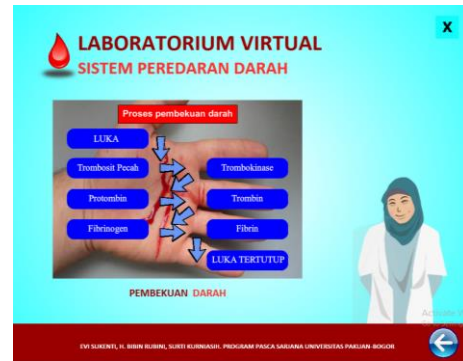 X
LABORATORIUM VIRTUAL
SISTEM PEREDARAN DARAH
Proses pembekuan darah
LUKA
Trombosit Pecah
Trombokinase
Protombin
Trombin
Fibrinogen
Fibrin
LUKA TERTUTUP
PEMBEKUAN DARAH
EVI SUKENTI, H. BIBIN RUBINI, SURTI KURNIASIH. PROGRAM PASCA SARJANA UNIVERSITAS PAKUAN-BOGOR